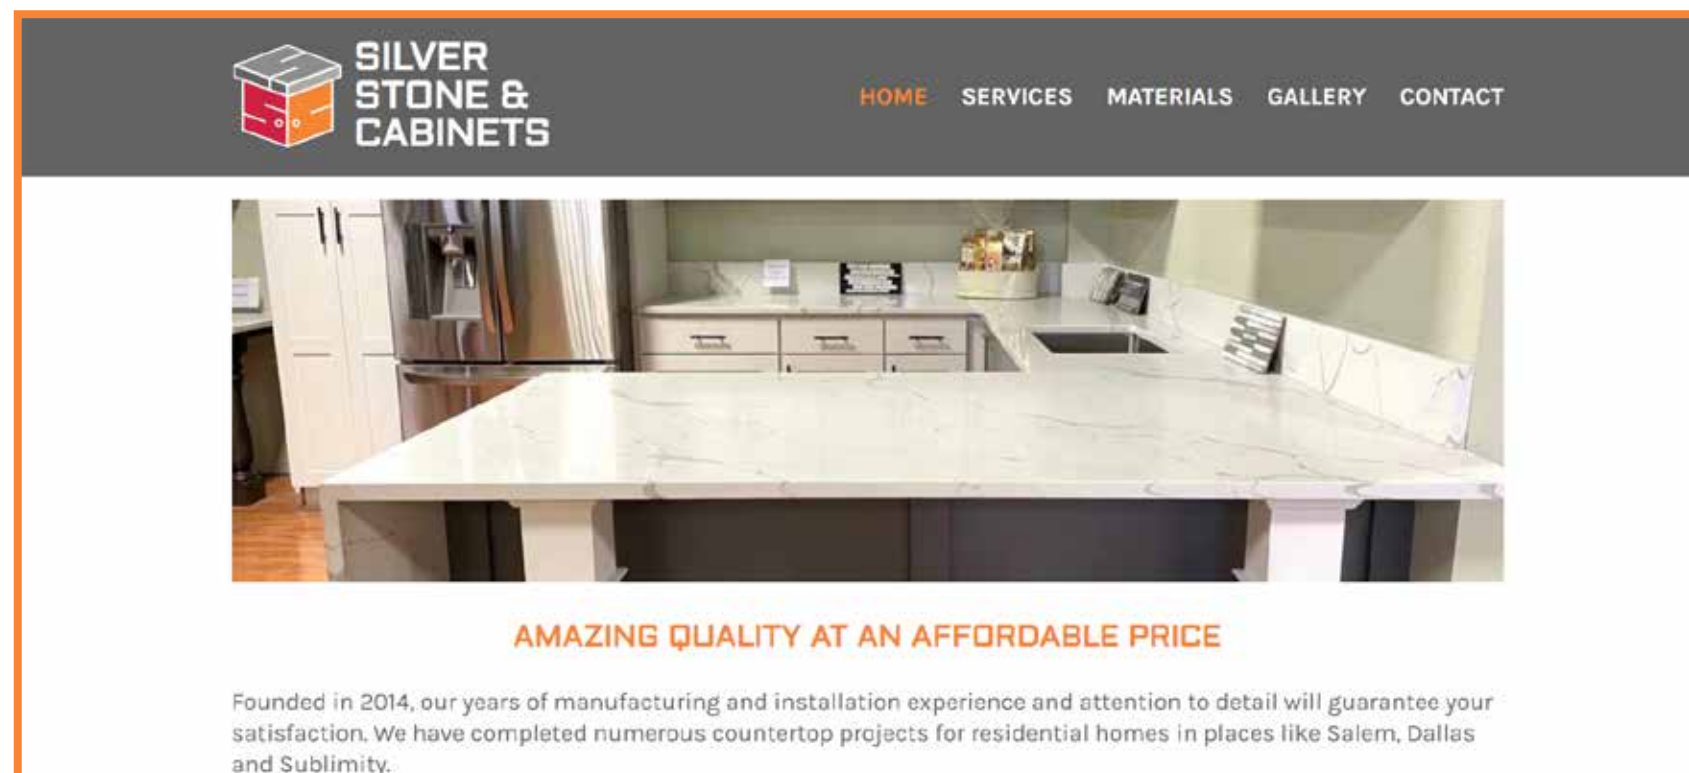 SILVER
STONE &
CABINETS
HOME SERVICES MATERIALS GALLERY CONTACT
AMAZING QUALITY AT AN AFFORDABLE PRICE
Founded in 2014, our years of manufacturing and installation experience and attention to detail will guarantee your
satisfaction. We have completed numerous countertop projects for residential homes in places like Salem, Dallas
and Sublimity.